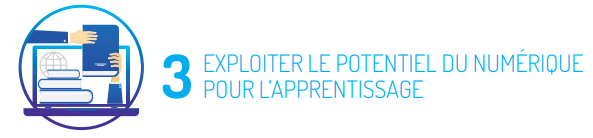 3 EXPLOITER LE POTENTIEL DU NUMÉRIQUE
POUR L'APPRENTISSAGE